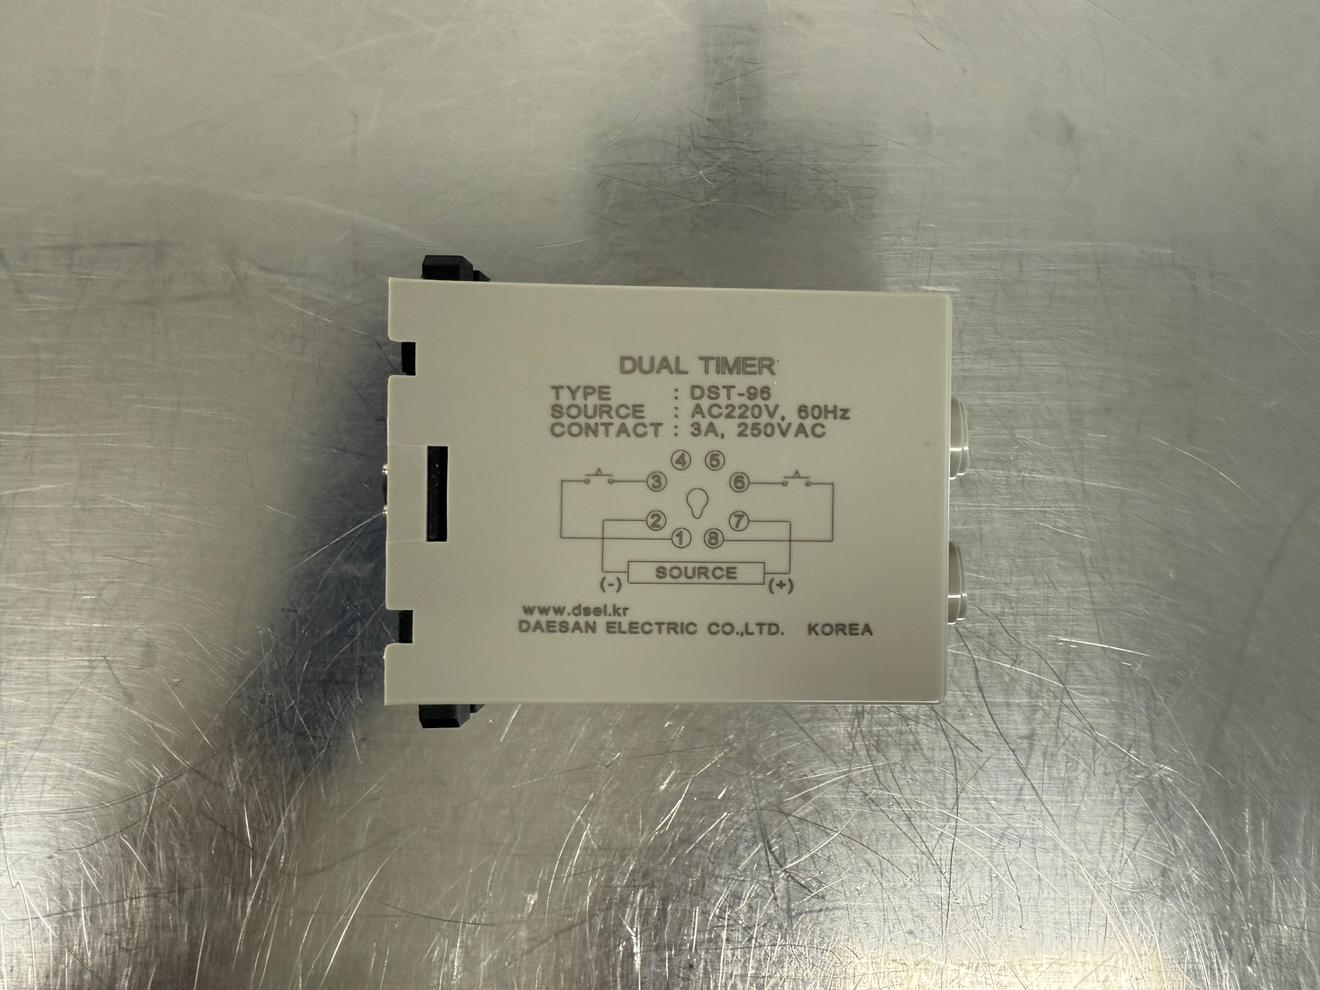 DUAL TIMER
TYPE : DST-96
SOURCE : AC220V, 60Hz
CONTACT : 3A, 250VAC
4 5
3 6
2 7
1 8
SOURCE
(-) (+)
www.dsel.kr
DAESAN ELECTRIC CO.,LTD. KOREA